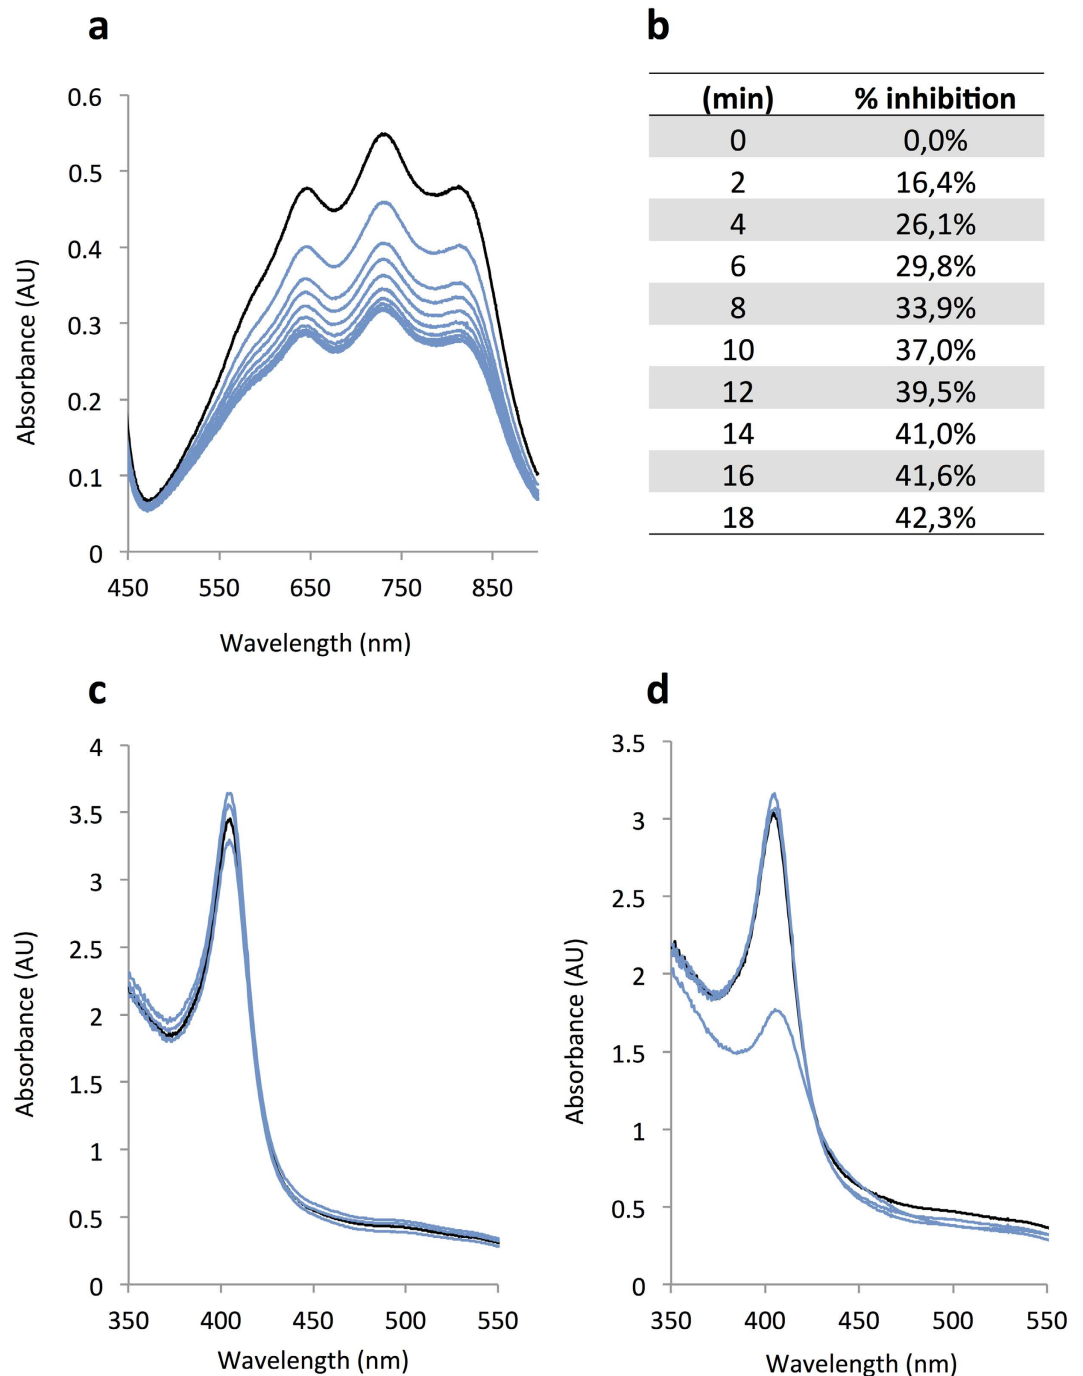 a
0.6
0.5
0.4
0.3
0.2
0.1
0
450 550 650 750 850
Absorbance (AU)
Wavelength (nm)
b
(min) % inhibition
0 0,0%
2 16,4%
4 26,1%
6 29,8%
8 33,9%
10 37,0%
12 39,5%
14 41,0%
16 41,6%
18 42,3%
c
4
3.5
3
2.5
2
1.5
1
0.5
0
350 400 450 500 550
Absorbance (AU)
Wavelength (nm)
d
3.5
3
2.5
2
1.5
1
0.5
0
350 400 450 500 550
Absorbance (AU)
Wavelength (nm)